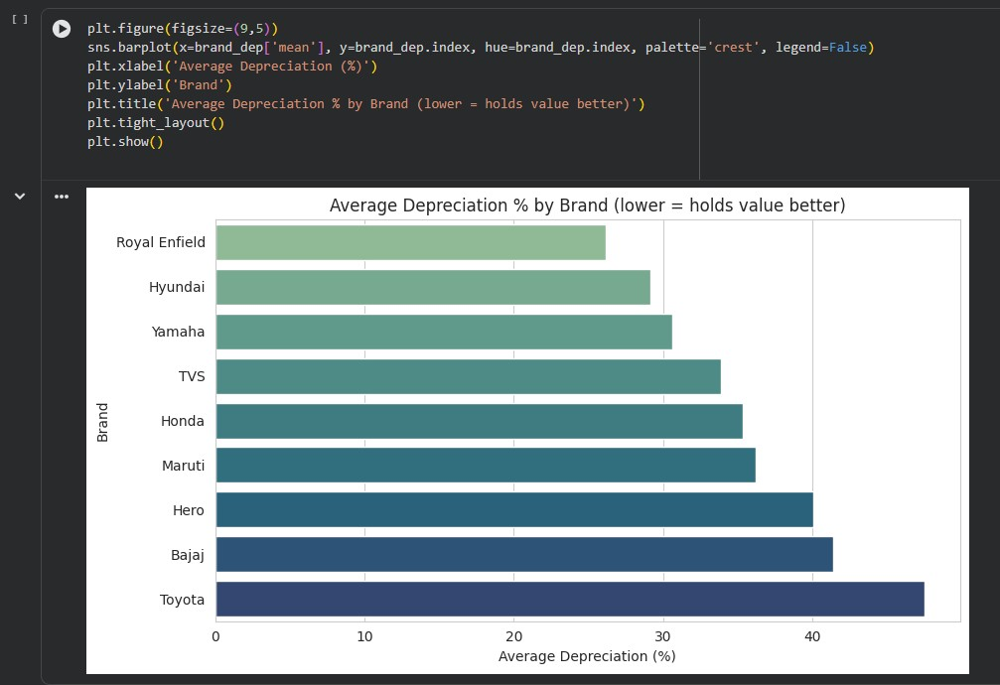 [ ]
plt.figure(figsize=(9,5))
sns.barplot(x=brand_dep['mean'], y=brand_dep.index, hue=brand_dep.index, palette='crest', legend=False)
plt.xlabel('Average Depreciation (%)')
plt.ylabel('Brand')
plt.title('Average Depreciation % by Brand (lower = holds value better)')
plt.tight_layout()
plt.show()
Average Depreciation % by Brand (lower = holds value better)
Royal Enfield
Hyundai
Yamaha
TVS
Honda
Maruti
Hero
Bajaj
Toyota
Brand
0 10 20 30 40
Average Depreciation (%)